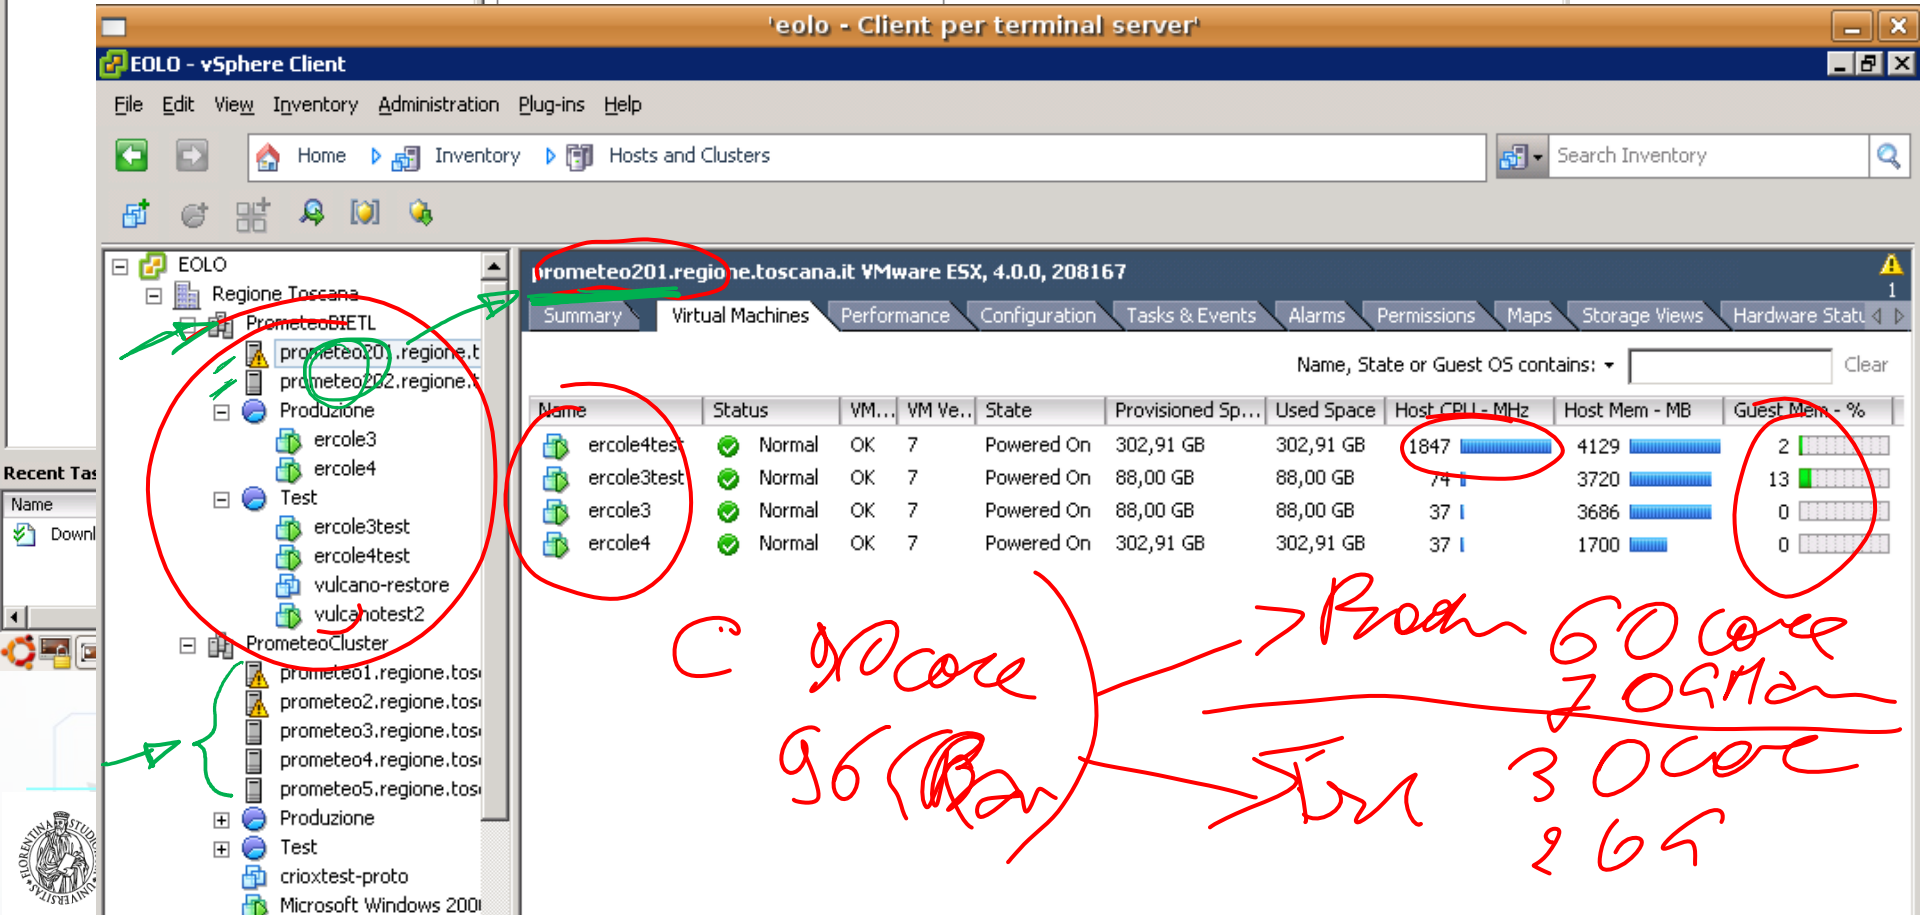 'eolo - Client per terminal server'
EOLO - vSphere Client
File Edit View Inventory Administration Plug-ins Help
Home Inventory Hosts and Clusters
Search Inventory
EOLO
Regione Toscana
PrometeoBIETL
prometeo201.regione.t
prometeo202.regione.t
Produzione
ercole3
ercole4
Test
ercole3test
ercole4test
vulcano-restore
vulcanotest2
PrometeoCluster
prometeo1.regione.tos
prometeo2.regione.tos
prometeo3.regione.tos
prometeo4.regione.tos
prometeo5.regione.tos
Produzione
Test
crioxtest-proto
Microsoft Windows 200
Recent Tas
Name
Downl
prometeo201.regione.toscana.it VMware ESX, 4.0.0, 208167
1
Summary Virtual Machines Performance Configuration Tasks & Events Alarms Permissions Maps Storage Views Hardware Statu
Name, State or Guest OS contains: Clear
Name Status VM... VM Ve... State Provisioned Sp... Used Space Host CPU - MHz Host Mem - MB Guest Mem - %
ercole4test Normal OK 7 Powered On 302,91 GB 302,91 GB 1847 4129 2
ercole3test Normal OK 7 Powered On 88,00 GB 88,00 GB 74 3720 13
ercole3 Normal OK 7 Powered On 88,00 GB 88,00 GB 37 3686 0
ercole4 Normal OK 7 Powered On 302,91 GB 302,91 GB 37 1700 0
C 90 core
96
60 core
70G
30 core
26G